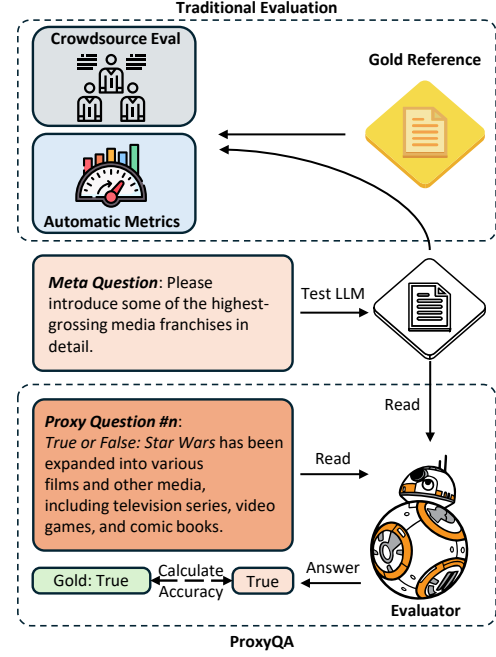 Traditional Evaluation
Crowdsource Eval
Gold Reference
Automatic Metrics
Meta Question: Please
introduce some of the highest-
grossing media franchises in
detail.
Test LLM
Read
Proxy Question #n:
True or False: Star Wars has been
expanded into various
films and other media,
including television series, video
games, and comic books.
Read
Gold: True
Calculate
Accuracy
True
Answer
Evaluator
ProxyQA